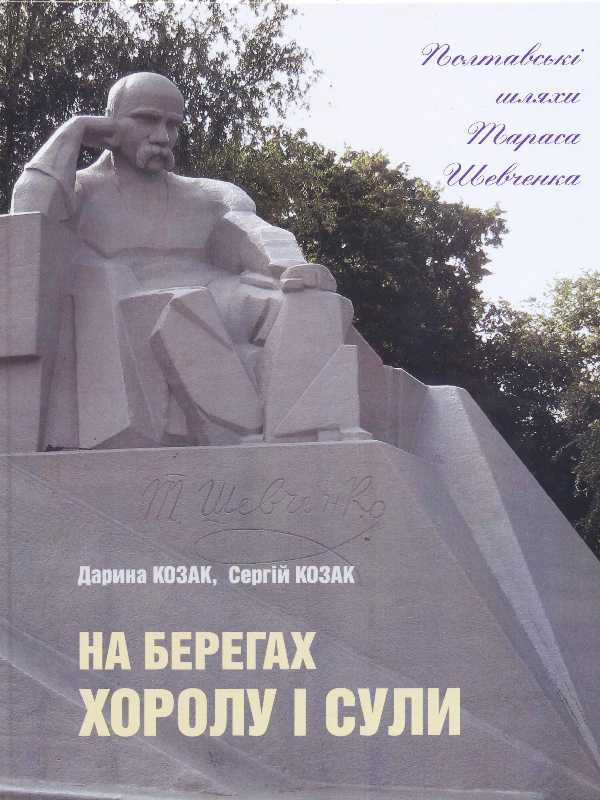 Полтавські
шляхи
Тараса
Шевченка
Т Шевченко
Дарина КОЗАК, Сергій КОЗАК
НА БЕРЕГАХ
ХОРОЛУ І СУЛИ